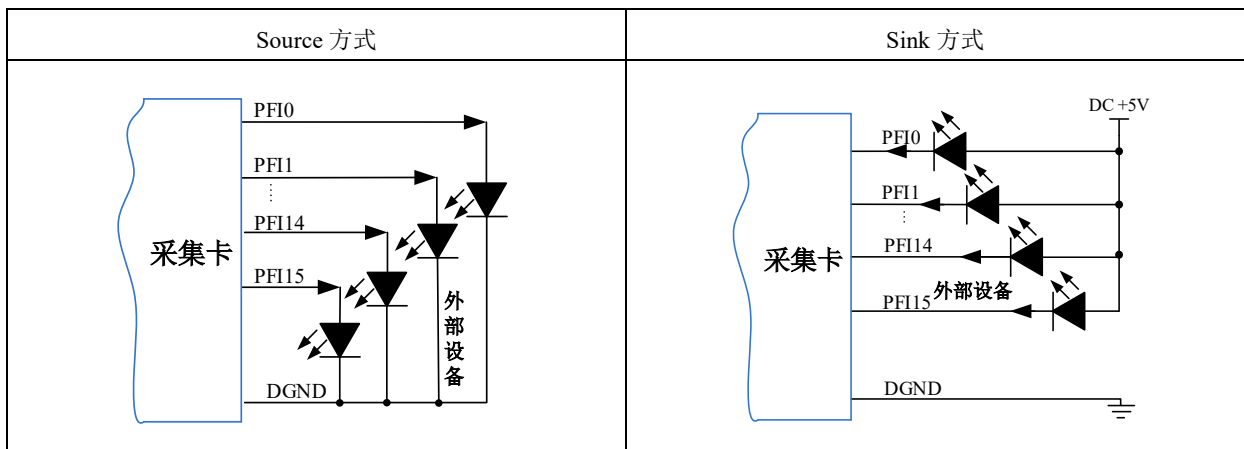 Source 方式
Sink 方式
PFI0
PFI1
⋮
PFI14
PFI15
采集卡
外部设备
DGND
DC +5V
PFI0
PFI1
⋮
PFI14
采集卡
外部设备
PFI15
DGND